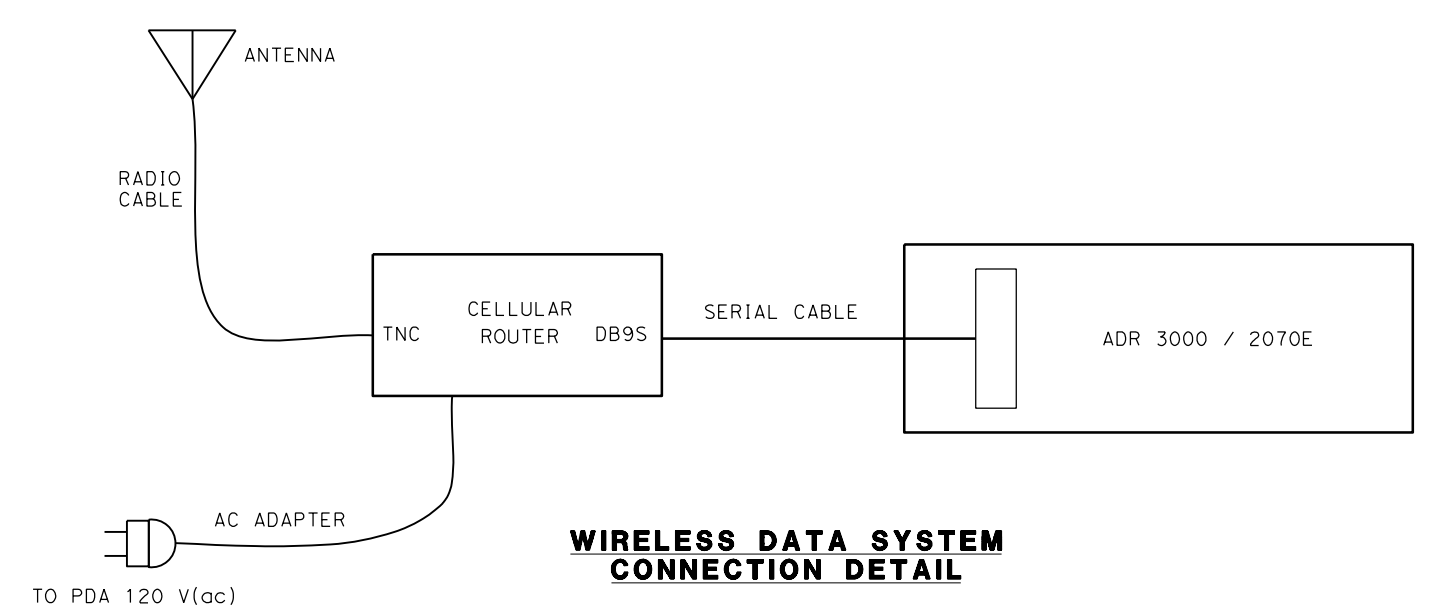 ANTENNA
RADIO
CABLE
CELLULAR
ROUTER
TNC
DB9S
SERIAL CABLE
ADR 3000 / 2070E
AC ADAPTER
TO PDA 120 V(ac)
WIRELESS DATA SYSTEM
CONNECTION DETAIL